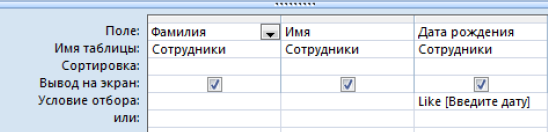 Поле: Фамилия Имя Дата рождения
Имя таблицы: Сотрудники Сотрудники Сотрудники
Сортировка:
Вывод на экран:
Условие отбора: Like [Введите дату]
или: